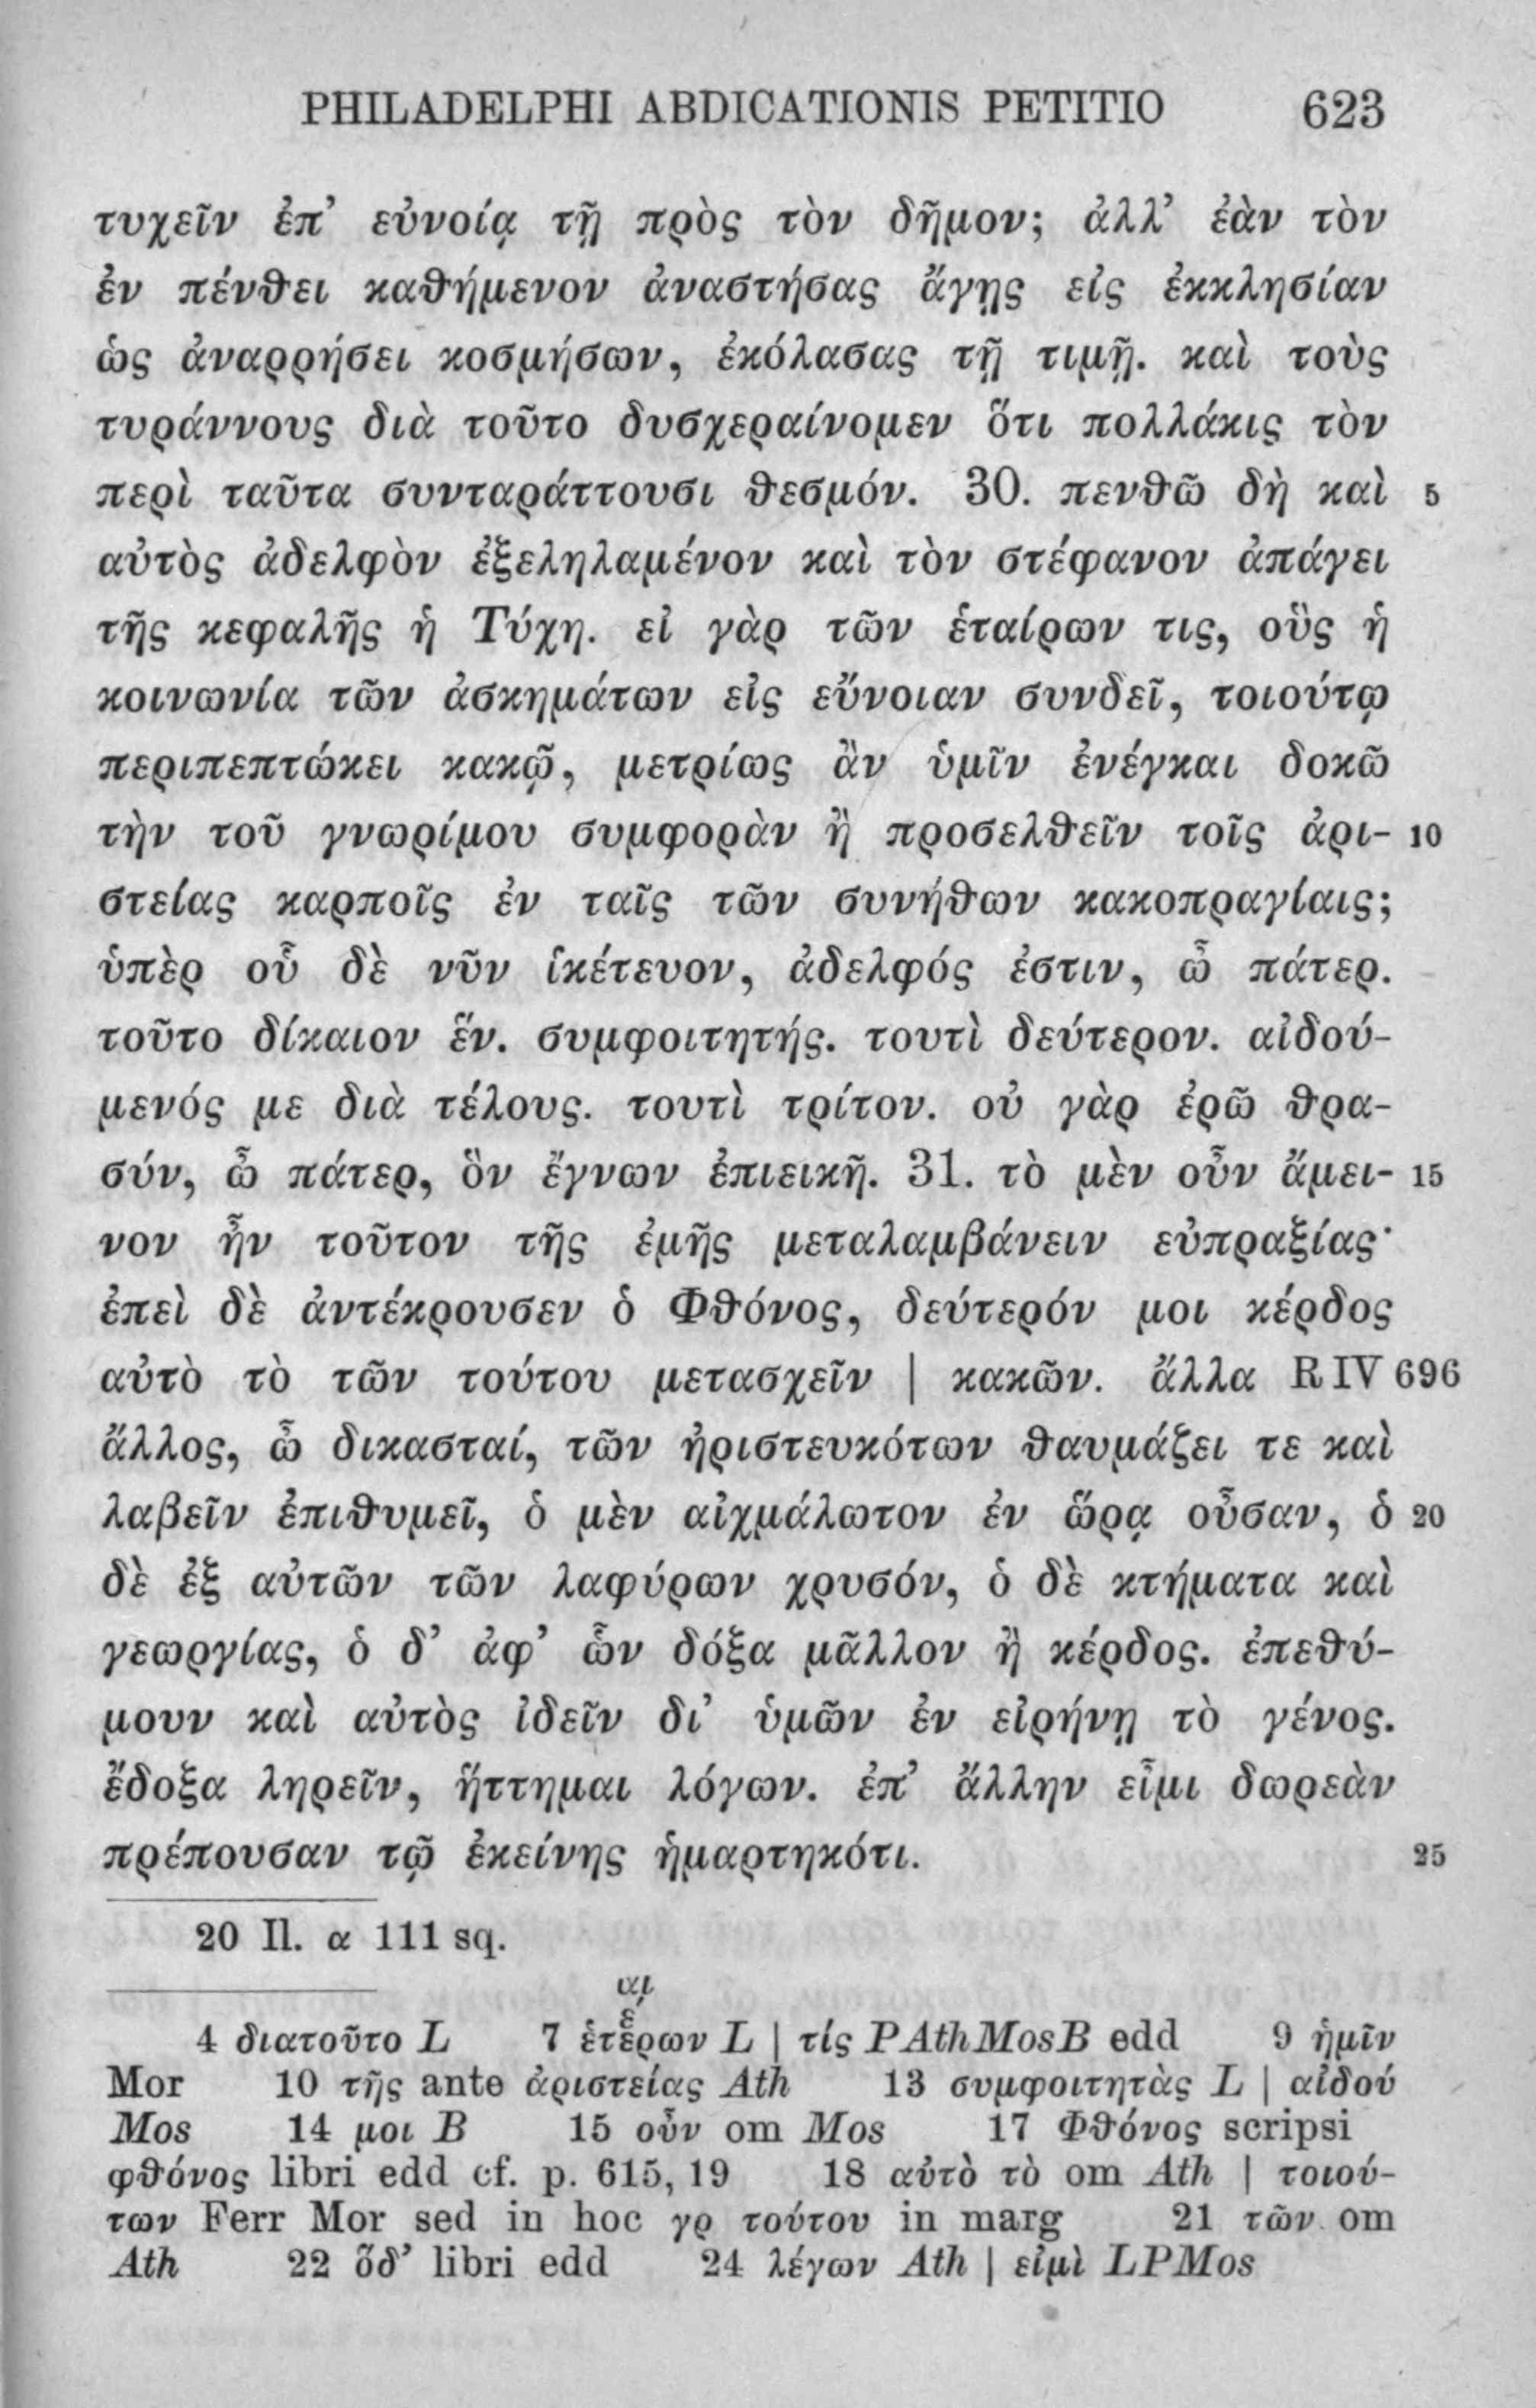 PHILADELPHI ABDICATIONIS PETITIO 623
τυχεῖν ἐπ’ εὐνοίᾳ τῇ πρὸς τὸν δῆμον; ἀλλ’ ἐὰν τὸν
ἐν πένθει καθήμενον ἀναστήσας ἄγῃς εἰς ἐκκλησίαν
ὡς ἀναρρήσει κοσμήσων, ἐκόλασας τῇ τιμῇ. καὶ τοὺς
τυράννους διὰ τοῦτο δυσχεραίνομεν ὅτι πολλάκις τὸν
περὶ ταῦτα συνταράττουσι θεσμόν. 30. πενθῶ δὴ καὶ 5
αὐτὸς ἀδελφὸν ἐξεληλαμένον καὶ τὸν στέφανον ἀπάγει
τῆς κεφαλῆς ἡ Τύχη. εἰ γὰρ τῶν ἑταίρων τις, οὓς ἡ
κοινωνία τῶν ἀσκημάτων εἰς εὔνοιαν συνδεῖ, τοιούτῳ
περιπεπτώκει κακῷ, μετρίως ἂν ὑμῖν ἐνέγκαι δοκῶ
τὴν τοῦ γνωρίμου συμφορὰν ἢ προσελθεῖν τοῖς ἀρι- 10
στείας καρποῖς ἐν ταῖς τῶν συνήθων κακοπραγίαις;
ὑπὲρ οὗ δὲ νῦν ἱκέτευον, ἀδελφός ἐστιν, ὦ πάτερ.
τοῦτο δίκαιον ἕν. συμφοιτητής. τουτὶ δεύτερον. αἰδού-
μενός με διὰ τέλους. τουτὶ τρίτον. οὐ γὰρ ἐρῶ θρα-
σύν, ὦ πάτερ, ὃν ἔγνων ἐπιεικῆ. 31. τὸ μὲν οὖν ἄμει- 15
νον ἦν τοῦτον τῆς ἐμῆς μεταλαμβάνειν εὐπραξίας·
ἐπεὶ δὲ ἀντέκρουσεν ὁ Φθόνος, δεύτερόν μοι κέρδος
αὐτὸ τὸ τῶν τούτου μετασχεῖν | κακῶν. ἄλλα R IV 696
ἄλλος, ὦ δικασταί, τῶν ἠριστευκότων θαυμάζει τε καὶ
λαβεῖν ἐπιθυμεῖ, ὁ μὲν αἰχμάλωτον ἐν ὥρᾳ οὖσαν, ὁ 20
δὲ ἐξ αὐτῶν τῶν λαφύρων χρυσόν, ὁ δὲ κτήματα καὶ
γεωργίας, ὁ δ’ ἀφ’ ὧν δόξα μᾶλλον ἢ κέρδος. ἐπεθύ-
μουν καὶ αὐτὸς ἰδεῖν δι’ ὑμῶν ἐν εἰρήνῃ τὸ γένος.
ἔδοξα ληρεῖν, ἥττημαι λόγων. ἐπ’ ἄλλην εἶμι δωρεὰν
πρέπουσαν τῷ ἐκείνης ἡμαρτηκότι. 25
20 Il. α 111 sq.
4 διατοῦτο L 7 ἑτέρων L | τίς P Ath Mos B edd 9 ἡμῖν
Mor 10 τῆς ante ἀριστείας Ath 13 συμφοιτητὰς L | αἰδού
Mos 14 μοι B 15 οὖν om Mos 17 Φθόνος scripsi
φθόνος libri edd cf. p. 615, 19 18 αὐτὸ τὸ om Ath | τοιού-
των Ferr Mor sed in hoc γρ τούτου in marg 21 τῶν om
Ath 22 ὅδ’ libri edd 24 λέγων Ath | εἰμὶ L P Mos